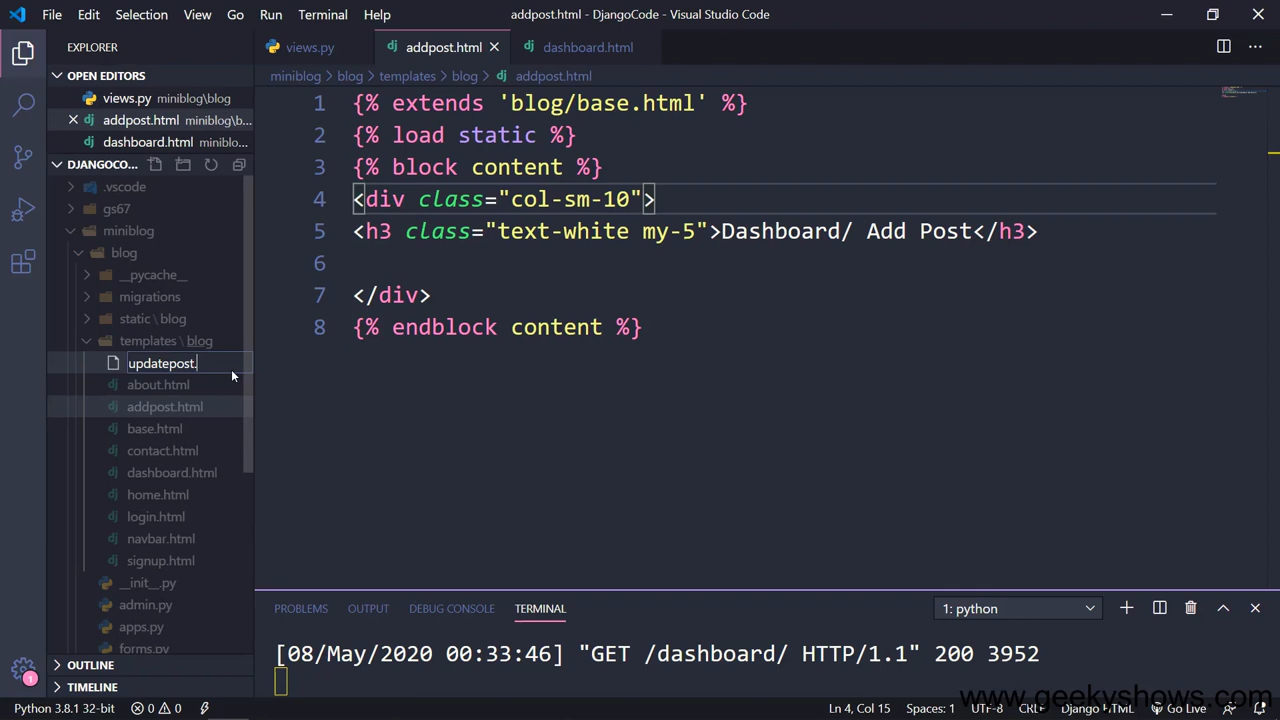 File Edit Selection View Go Run Terminal Help
addpost.html - DjangoCode - Visual Studio Code
EXPLORER
views.py
addpost.html
dashboard.html
OPEN EDITORS
views.py miniblog\blog
addpost.html miniblog\b...
dashboard.html miniblo...
DJANGOCO...
.vscode
gs67
miniblog
blog
__pycache__
migrations
static \ blog
templates \ blog
updatepost.
about.html
addpost.html
base.html
contact.html
dashboard.html
home.html
login.html
navbar.html
signup.html
__init__.py
admin.py
apps.py
forms.py
OUTLINE
TIMELINE
miniblog > blog > templates > blog > addpost.html
1 {% extends 'blog/base.html' %}
2 {% load static %}
3 {% block content %}
4 <div class="col-sm-10">
5 <h3 class="text-white my-5">Dashboard/ Add Post</h3>
6
7 </div>
8 {% endblock content %}
PROBLEMS OUTPUT DEBUG CONSOLE TERMINAL
1: python
[08/May/2020 00:33:46] "GET /dashboard/ HTTP/1.1" 200 3952
www.geekyshows.com
1
Python 3.8.1 32-bit 0 0
Ln 4, Col 15 Spaces: 1 UTF-8 CRLF Django HTML Go Live